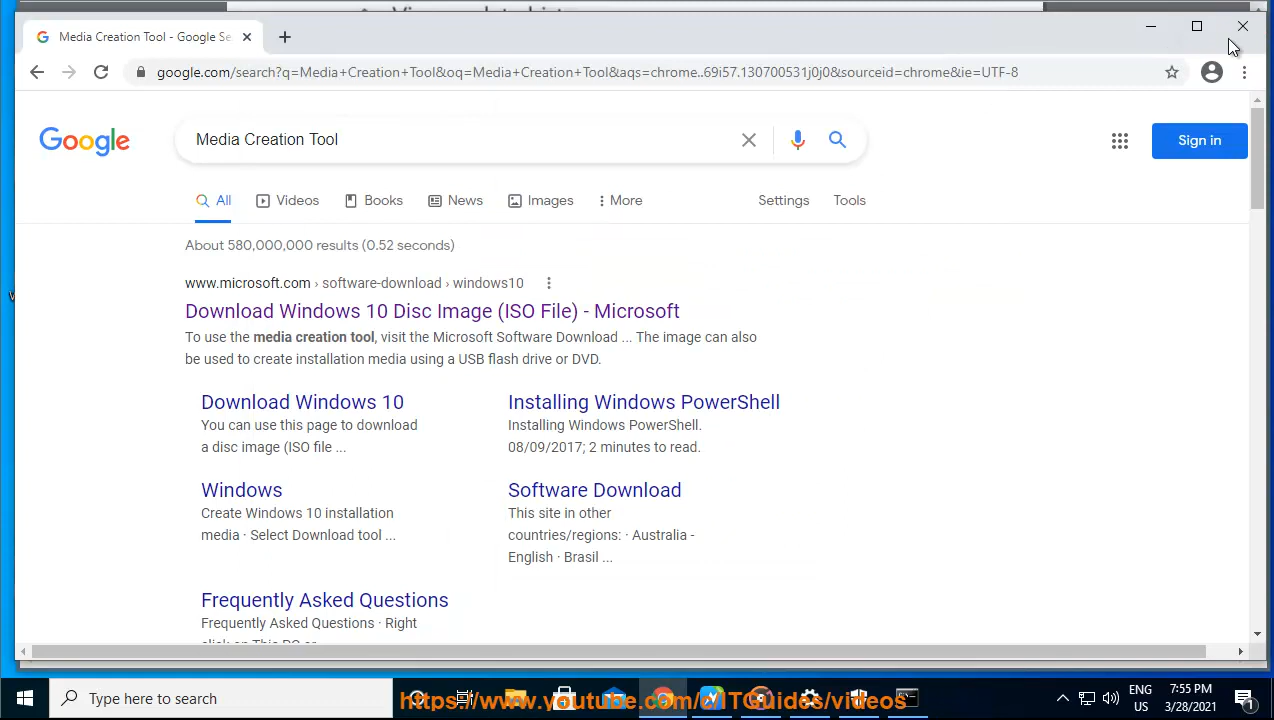 Media Creation Tool - Google Se
google.com/search?q=Media+Creation+Tool&oq=Media+Creation+Tool&aqs=chrome..69i57.130700531j0j0&sourceid=chrome&ie=UTF-8
Google
Media Creation Tool
Sign in
All
Videos
Books
News
Images
More
Settings
Tools
About 580,000,000 results (0.52 seconds)
www.microsoft.com › software-download › windows10
Download Windows 10 Disc Image (ISO File) - Microsoft
To use the media creation tool, visit the Microsoft Software Download ... The image can also
be used to create installation media using a USB flash drive or DVD.
Download Windows 10
You can use this page to download
a disc image (ISO file ...
Installing Windows PowerShell
Installing Windows PowerShell.
08/09/2017; 2 minutes to read.
Windows
Create Windows 10 installation
media · Select Download tool ...
Software Download
This site in other
countries/regions: · Australia -
English · Brasil ...
Frequently Asked Questions
Frequently Asked Questions · Right
click on This PC or
Type here to search
https://www.youtube.com/c/ITGuides/videos
ENG
US
7:55 PM
3/28/2021
1